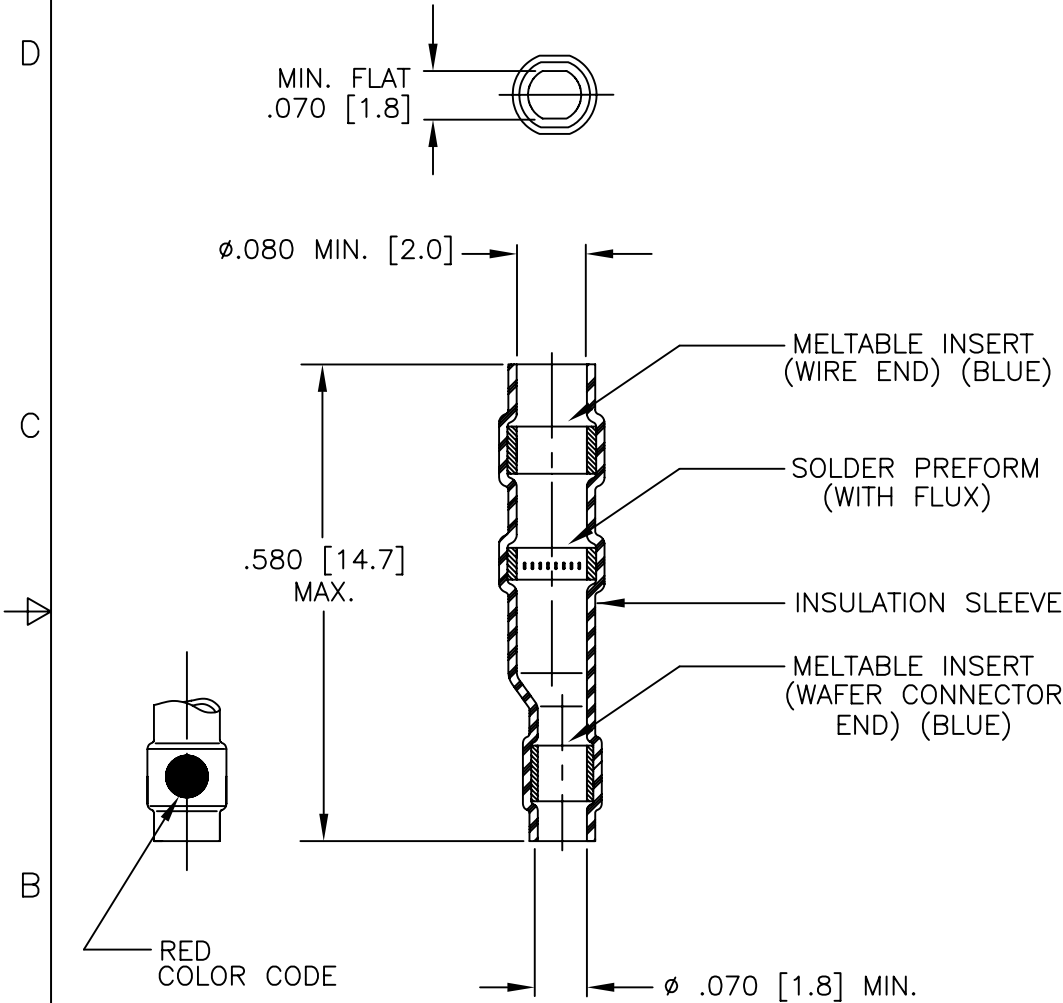 D
MIN. FLAT
.070 [1.8]
ø.080 MIN. [2.0]
MELTABLE INSERT
(WIRE END) (BLUE)
C
SOLDER PREFORM
(WITH FLUX)
.580 [14.7]
MAX.
INSULATION SLEEVE
MELTABLE INSERT
(WAFER CONNECTOR
END) (BLUE)
B
RED
COLOR CODE
ø .070 [1.8] MIN.